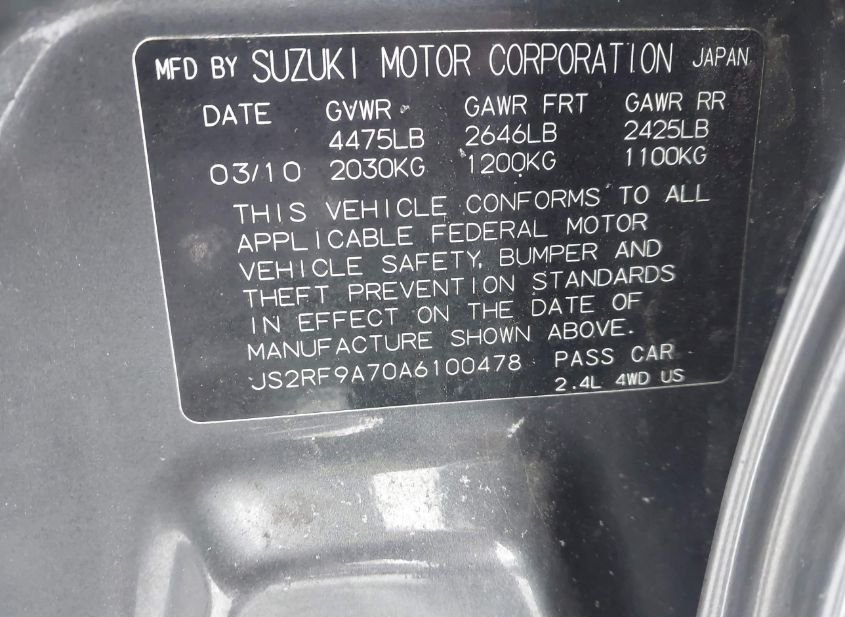 MFD BY SUZUKI MOTOR CORPORATION JAPAN
DATE GVWR GAWR FRT GAWR RR
4475LB 2646LB 2425LB
03/10 2030KG 1200KG 1100KG
THIS VEHICLE CONFORMS TO ALL
APPLICABLE FEDERAL MOTOR
VEHICLE SAFETY, BUMPER AND
THEFT PREVENTION STANDARDS
IN EFFECT ON THE DATE OF
MANUFACTURE SHOWN ABOVE.
JS2RF9A70A6100478 PASS CAR
2.4L 4WD US